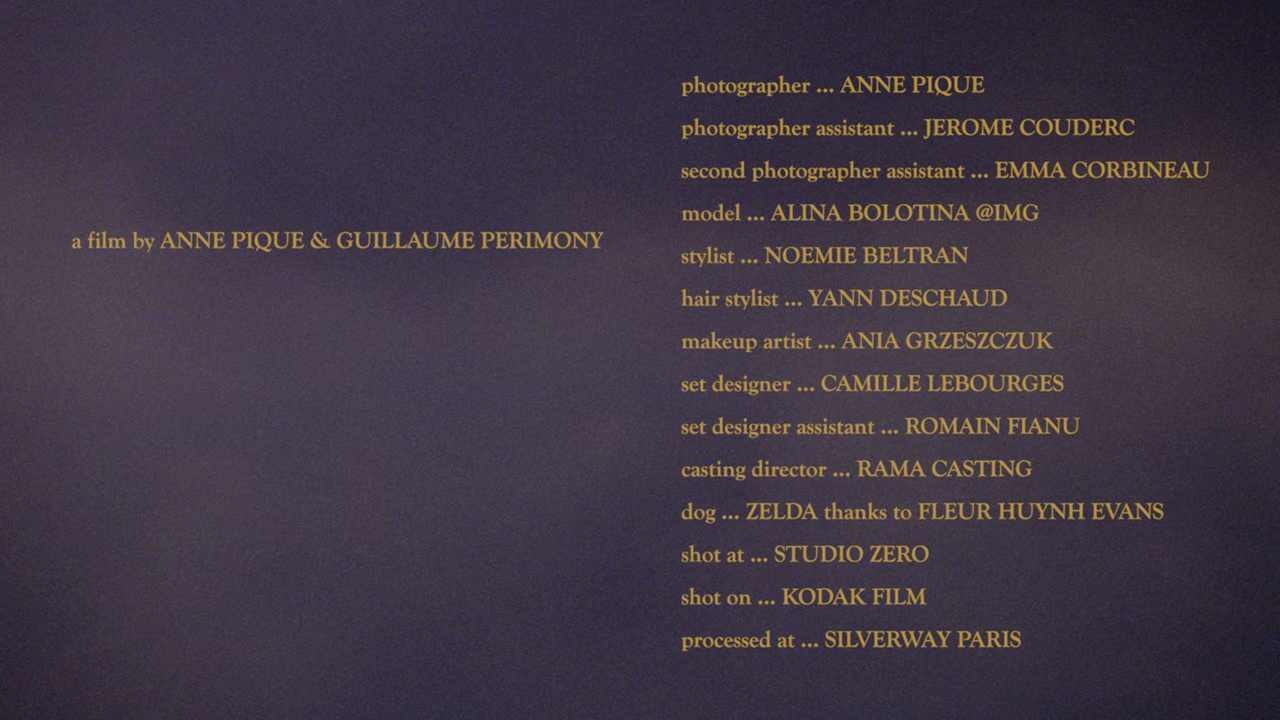 a film by ANNE PIQUE & GUILLAUME PERIMONY
photographer ... ANNE PIQUE
photographer assistant ... JEROME COUDERC
second photographer assistant ... EMMA CORBINEAU
model ... ALINA BOLOTINA @IMG
stylist ... NOEMIE BELTRAN
hair stylist ... YANN DESCHAUD
makeup artist ... ANIA GRZESZCZUK
set designer ... CAMILLE LEBOURGES
set designer assistant ... ROMAIN FIANU
casting director ... RAMA CASTING
dog ... ZELDA thanks to FLEUR HUYNH EVANS
shot at ... STUDIO ZERO
shot on ... KODAK FILM
processed at ... SILVERWAY PARIS